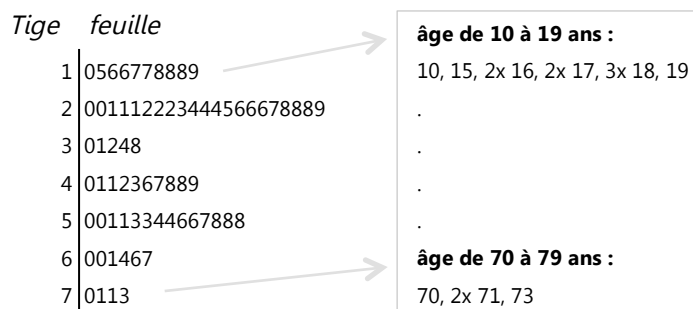 Tige feuille
1 0566778889
2 001112223444566678889
3 01248
4 0112367889
5 00113344667888
6 001467
7 0113
âge de 10 à 19 ans :
10, 15, 2x 16, 2x 17, 3x 18, 19
.
.
.
.
âge de 70 à 79 ans :
70, 2x 71, 73